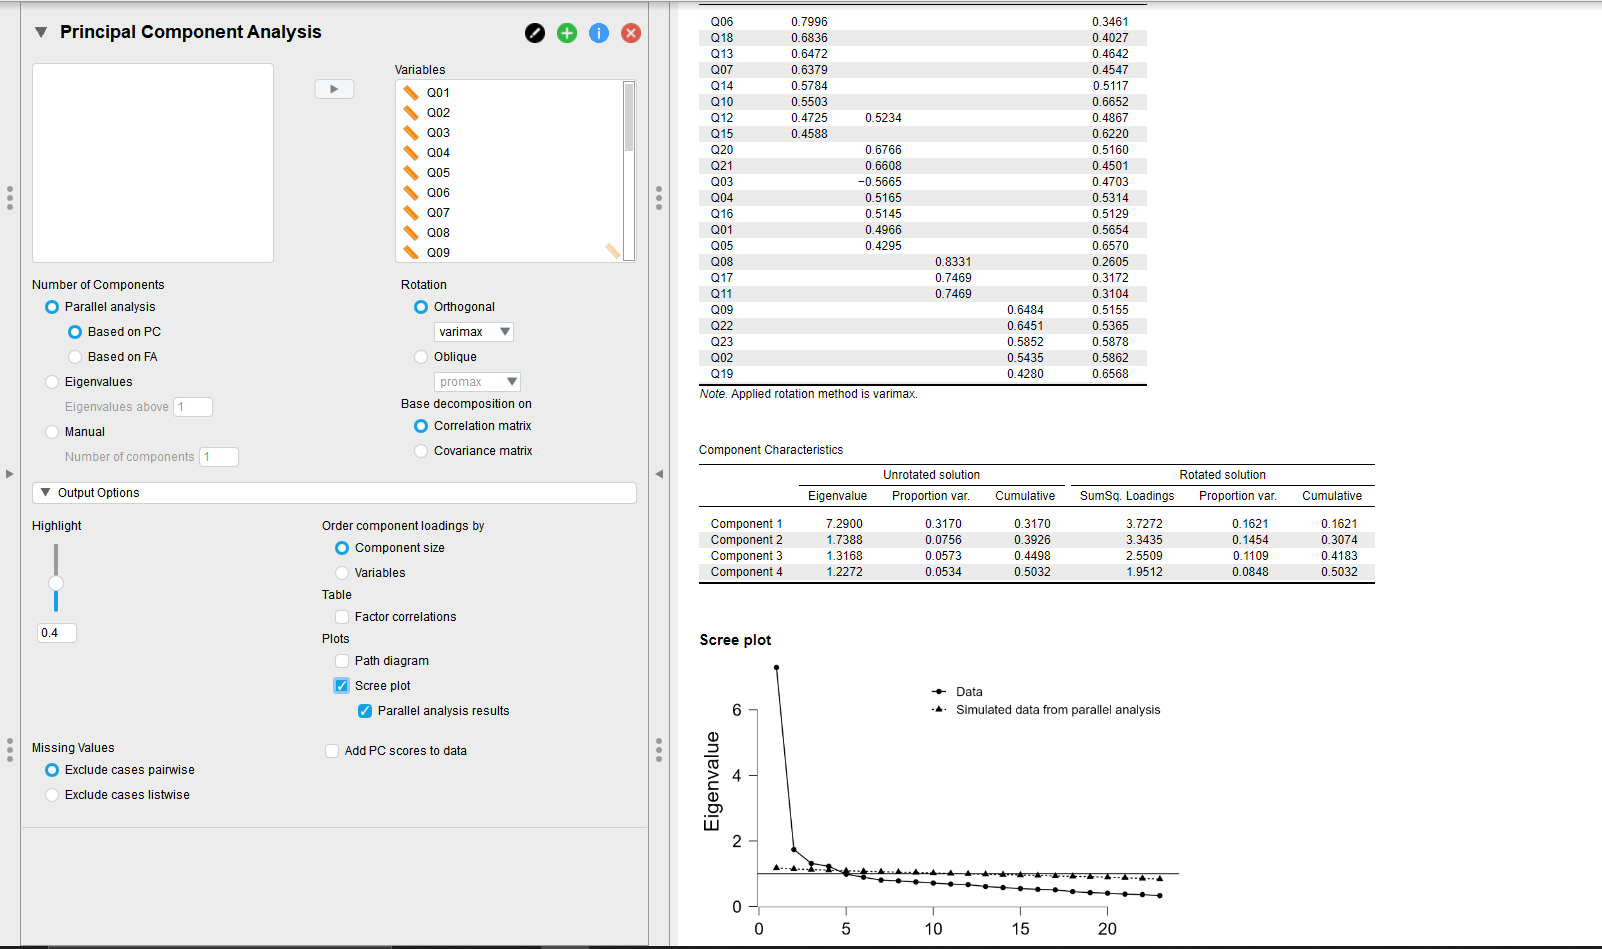 Principal Component Analysis
Variables
Q01
Q02
Q03
Q04
Q05
Q06
Q07
Q08
Q09
Number of Components
Parallel analysis
Based on PC
Based on FA
Eigenvalues
Eigenvalues above 1
Manual
Number of components 1
Rotation
Orthogonal
varimax
Oblique
promax
Base decomposition on
Correlation matrix
Covariance matrix
Output Options
Highlight
0.4
Order component loadings by
Component size
Variables
Table
Factor correlations
Plots
Path diagram
Scree plot
Parallel analysis results
Missing Values
Exclude cases pairwise
Exclude cases listwise
Add PC scores to data
Q06 0.7996 0.3461
Q18 0.6836 0.4027
Q13 0.6472 0.4642
Q07 0.6379 0.4547
Q14 0.5784 0.5117
Q10 0.5503 0.6652
Q12 0.4725 0.5234 0.4867
Q15 0.4588 0.6220
Q20 0.6766 0.5160
Q21 0.6608 0.4501
Q03 −0.5665 0.4703
Q04 0.5165 0.5314
Q16 0.5145 0.5129
Q01 0.4966 0.5654
Q05 0.4295 0.6570
Q08 0.8331 0.2605
Q17 0.7469 0.3172
Q11 0.7469 0.3104
Q09 0.6484 0.5155
Q22 0.6451 0.5365
Q23 0.5852 0.5878
Q02 0.5435 0.5862
Q19 0.4280 0.6568
Note. Applied rotation method is varimax.
Component Characteristics
Unrotated solution Rotated solution
Eigenvalue Proportion var. Cumulative SumSq. Loadings Proportion var. Cumulative
Component 1 7.2900 0.3170 0.3170 3.7272 0.1621 0.1621
Component 2 1.7388 0.0756 0.3926 3.3435 0.1454 0.3074
Component 3 1.3168 0.0573 0.4498 2.5509 0.1109 0.4183
Component 4 1.2272 0.0534 0.5032 1.9512 0.0848 0.5032
Scree plot
Data
Simulated data from parallel analysis
Eigenvalue
6
4
2
0
0 5 10 15 20